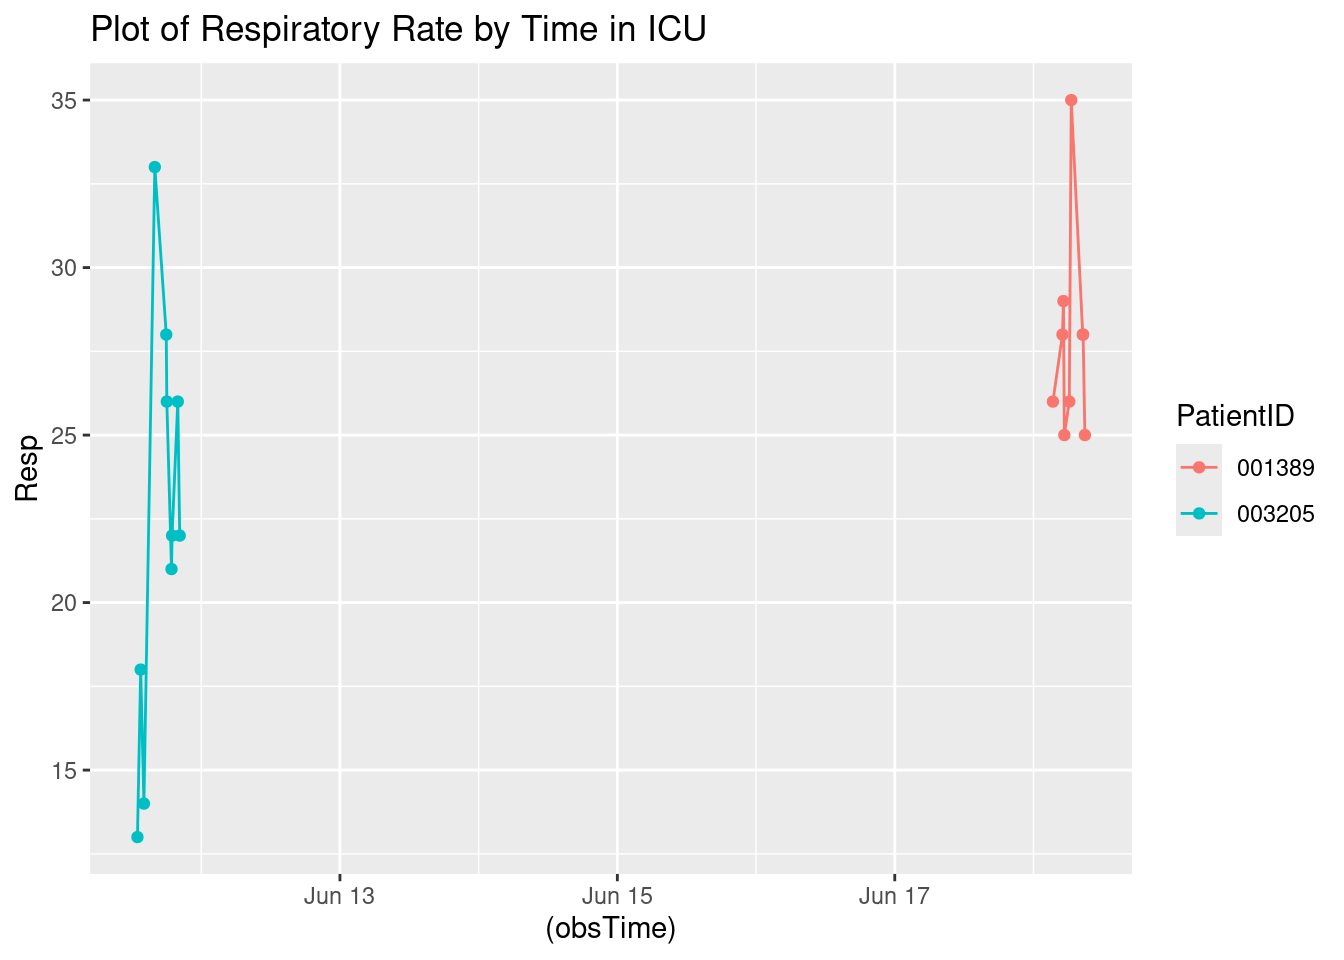 Plot of Respiratory Rate by Time in ICU
35
30
25
20
15
Resp
Jun 13
Jun 15
Jun 17
(obsTime)
PatientID
001389
003205